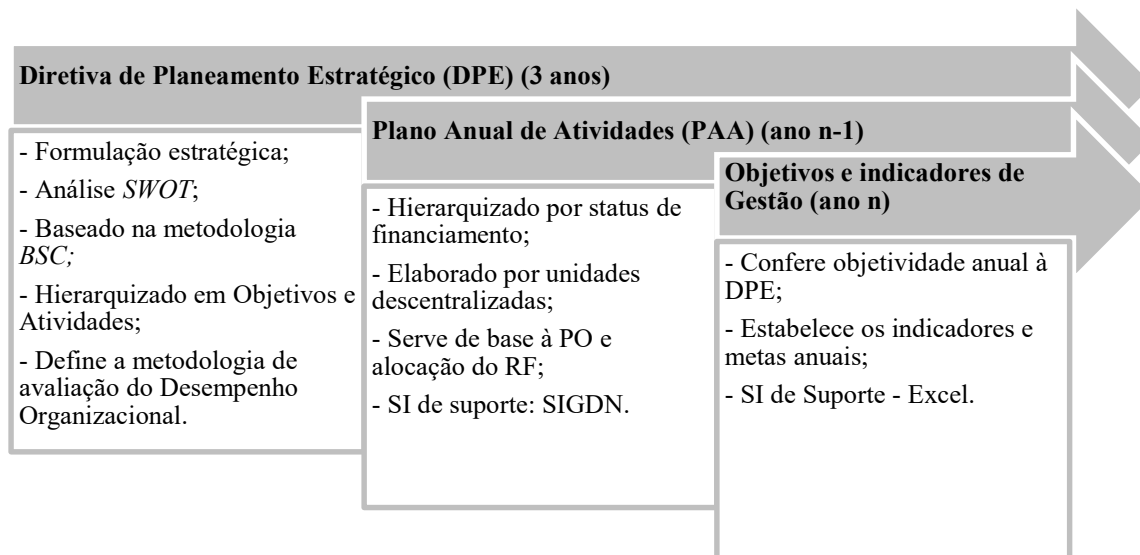 Diretiva de Planeamento Estratégico (DPE) (3 anos)
- Formulação estratégica;
- Análise SWOT;
- Baseado na metodologia
BSC;
- Hierarquizado em Objetivos e
Atividades;
- Define a metodologia de
avaliação do Desempenho
Organizacional.
Plano Anual de Atividades (PAA) (ano n-1)
- Hierarquizado por status de
financiamento;
- Elaborado por unidades
descentralizadas;
- Serve de base à PO e
alocação do RF;
- SI de suporte: SIGDN.
Objetivos e indicadores de
Gestão (ano n)
- Confere objetividade anual à
DPE;
- Estabelece os indicadores e
metas anuais;
- SI de Suporte - Excel.